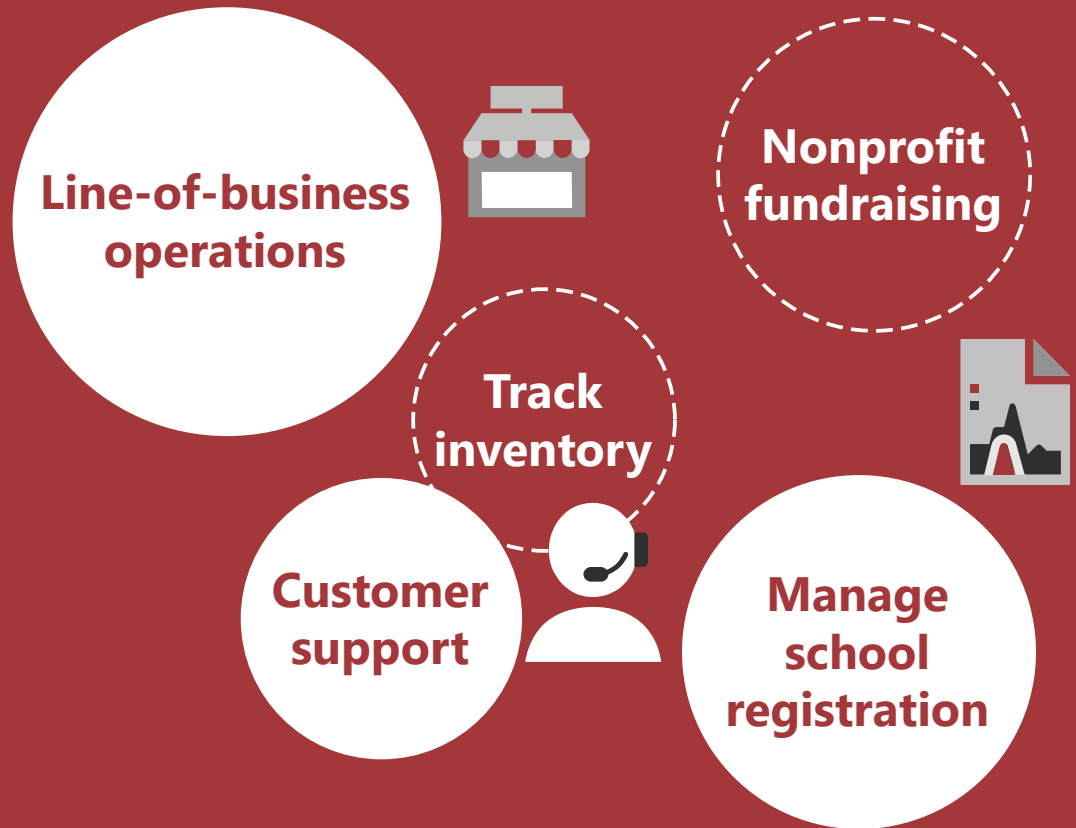 Line-of-business
operations
Nonprofit
fundraising
Track
inventory
Customer
support
Manage
school
registration